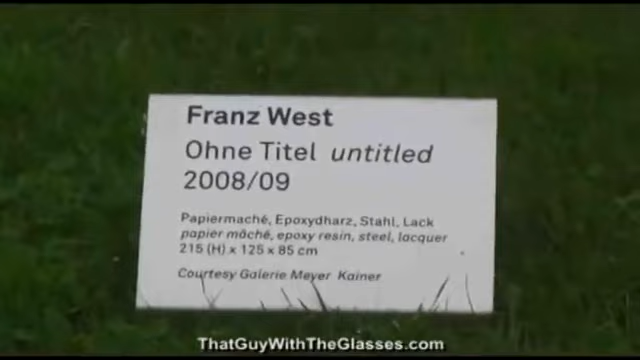 Franz West
Ohne Titel untitled
2008/09
Papiermaché, Epoxydharz, Stahl, Lack
papier mâché, epoxy resin, steel, lacquer
215 (H) x 125 x 85 cm
Courtesy Galerie Meyer Kainer
ThatGuyWithTheGlasses.com